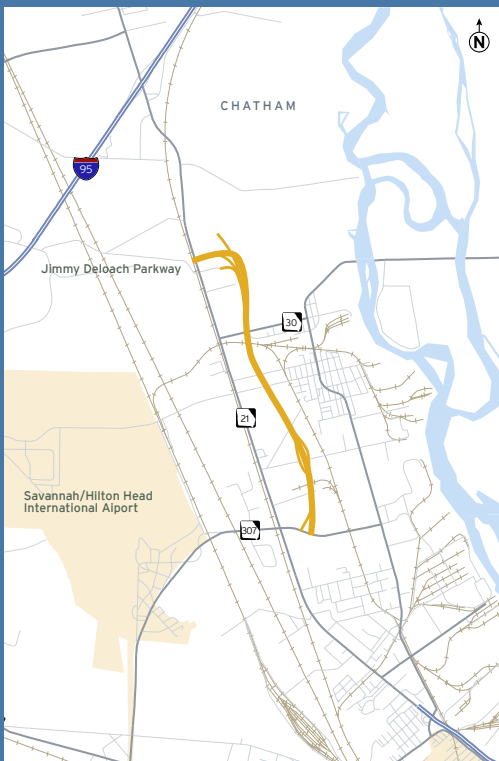 N
CHATHAM
95
Jimmy Deloach Parkway
30
21
Savannah/Hilton Head
International Aiport
307